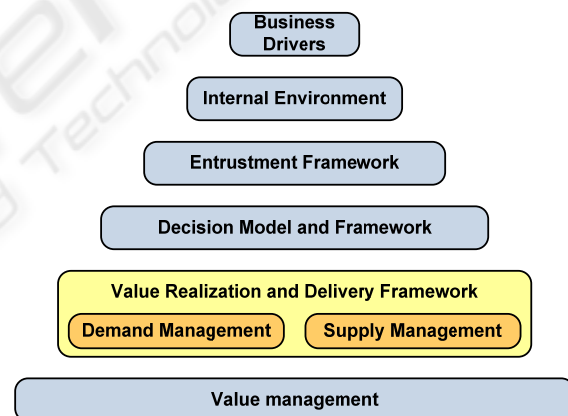 Business
Drivers
Internal Environment
Entrustment Framework
Decision Model and Framework
Value Realization and Delivery Framework
Demand Management
Supply Management
Value management